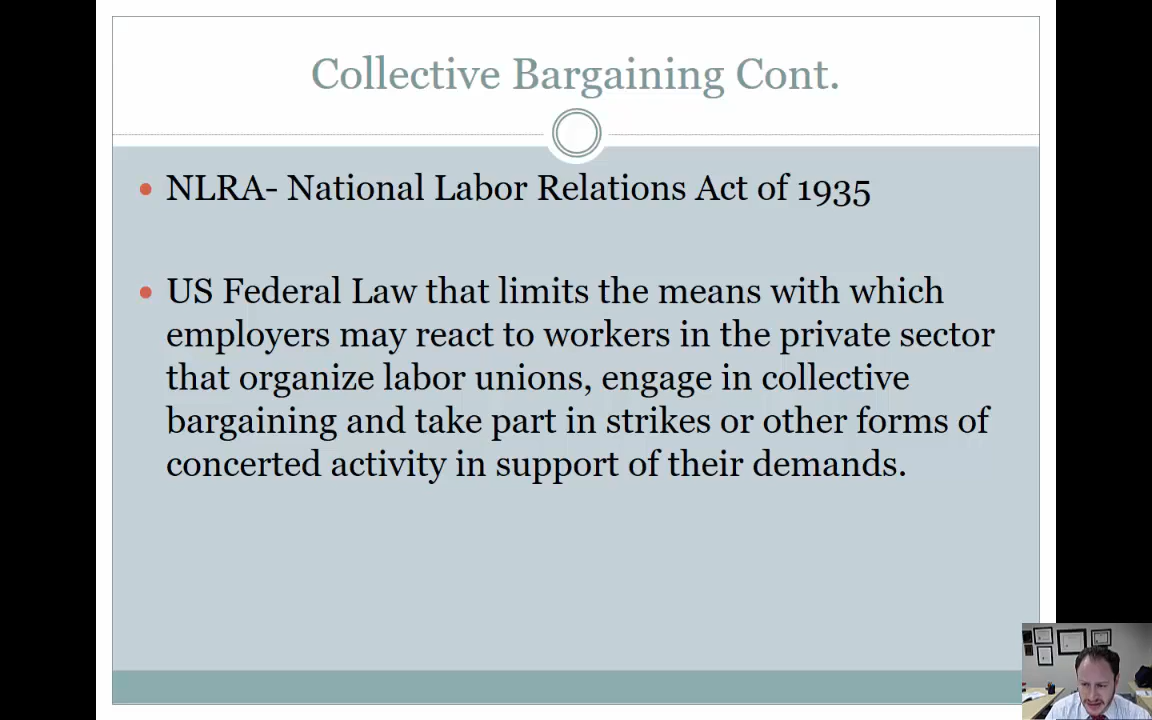 Collective Bargaining Cont.
NLRA- National Labor Relations Act of 1935
US Federal Law that limits the means with which
employers may react to workers in the private sector
that organize labor unions, engage in collective
bargaining and take part in strikes or other forms of
concerted activity in support of their demands.